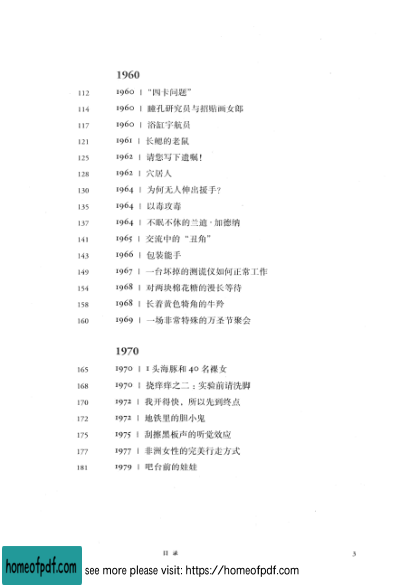 1960
112 1960 | “四卡问题”
114 1960 | 瞳孔研究员与招贴画女郎
117 1960 | 浴缸宇航员
121 1961 | 长鳃的老鼠
125 1962 | 请您写下遗嘱！
128 1962 | 穴居人
130 1964 | 为何无人伸出援手？
135 1964 | 以毒攻毒
137 1964 | 不眠不休的兰迪·加德纳
141 1965 | 交流中的“丑角”
143 1966 | 包装能手
149 1967 | 一台坏掉的测谎仪如何正常工作
154 1968 | 对两块棉花糖的漫长等待
158 1968 | 长着黄色犄角的牛羚
160 1969 | 一场非常特殊的万圣节聚会
1970
165 1970 | 1头海豚和40名裸女
168 1970 | 挠痒痒之二：实验前请洗脚
170 1972 | 我开得快，所以先到终点
172 1972 | 地铁里的胆小鬼
175 1975 | 刮擦黑板声的听觉效应
177 1977 | 非洲女性的完美行走方式
181 1979 | 吧台前的娃娃
目录 3
homeofpdf.com see more please visit: https://homeofpdf.com